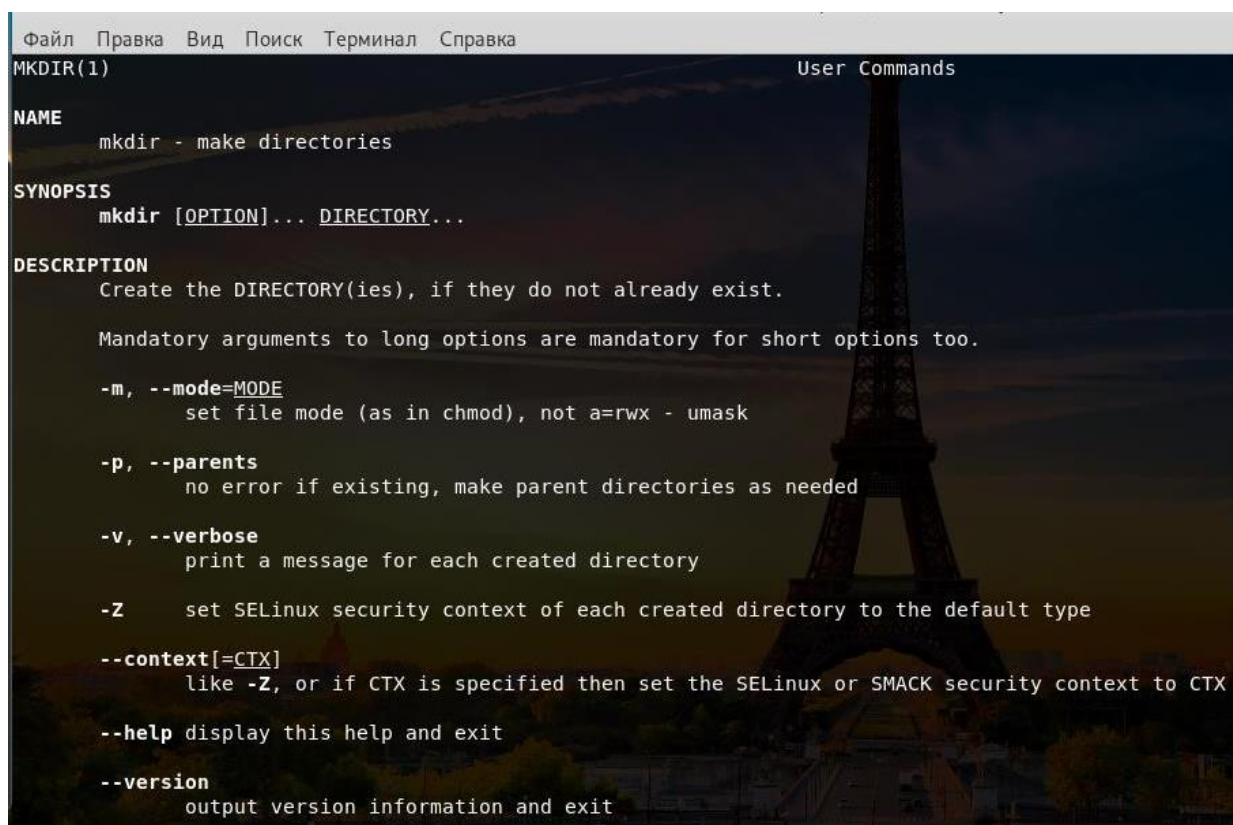 Файл Правка Вид Поиск Терминал Справка
MKDIR(1) User Commands
NAME
mkdir - make directories
SYNOPSIS
mkdir [OPTION]... DIRECTORY...
DESCRIPTION
Create the DIRECTORY(ies), if they do not already exist.
Mandatory arguments to long options are mandatory for short options too.
-m, --mode=MODE
set file mode (as in chmod), not a=rwx - umask
-p, --parents
no error if existing, make parent directories as needed
-v, --verbose
print a message for each created directory
-Z set SELinux security context of each created directory to the default type
--context[=CTX]
like -Z, or if CTX is specified then set the SELinux or SMACK security context to CTX
--help display this help and exit
--version
output version information and exit